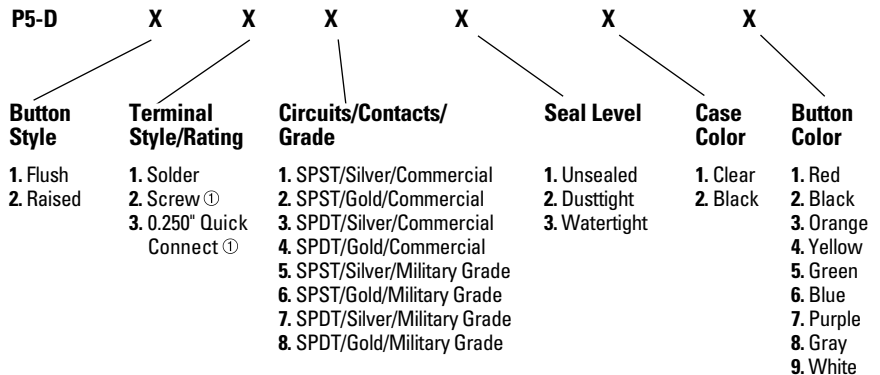 P5-D X X X X X X
Button Style
1. Flush
2. Raised
Terminal Style/Rating
1. Solder
2. Screw ①
3. 0.250" Quick
Connect ①
Circuits/Contacts/
Grade
1. SPST/Silver/Commercial
2. SPST/Gold/Commercial
3. SPDT/Silver/Commercial
4. SPDT/Gold/Commercial
5. SPST/Silver/Military Grade
6. SPST/Gold/Military Grade
7. SPDT/Silver/Military Grade
8. SPDT/Gold/Military Grade
Seal Level
1. Unsealed
2. Dusttight
3. Watertight
Case
Color
1. Clear
2. Black
Button
Color
1. Red
2. Black
3. Orange
4. Yellow
5. Green
6. Blue
7. Purple
8. Gray
9. White